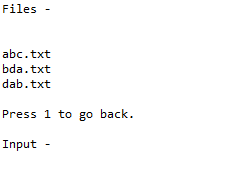 Files -
abc.txt
bda.txt
dab.txt
Press 1 to go back.
Input -